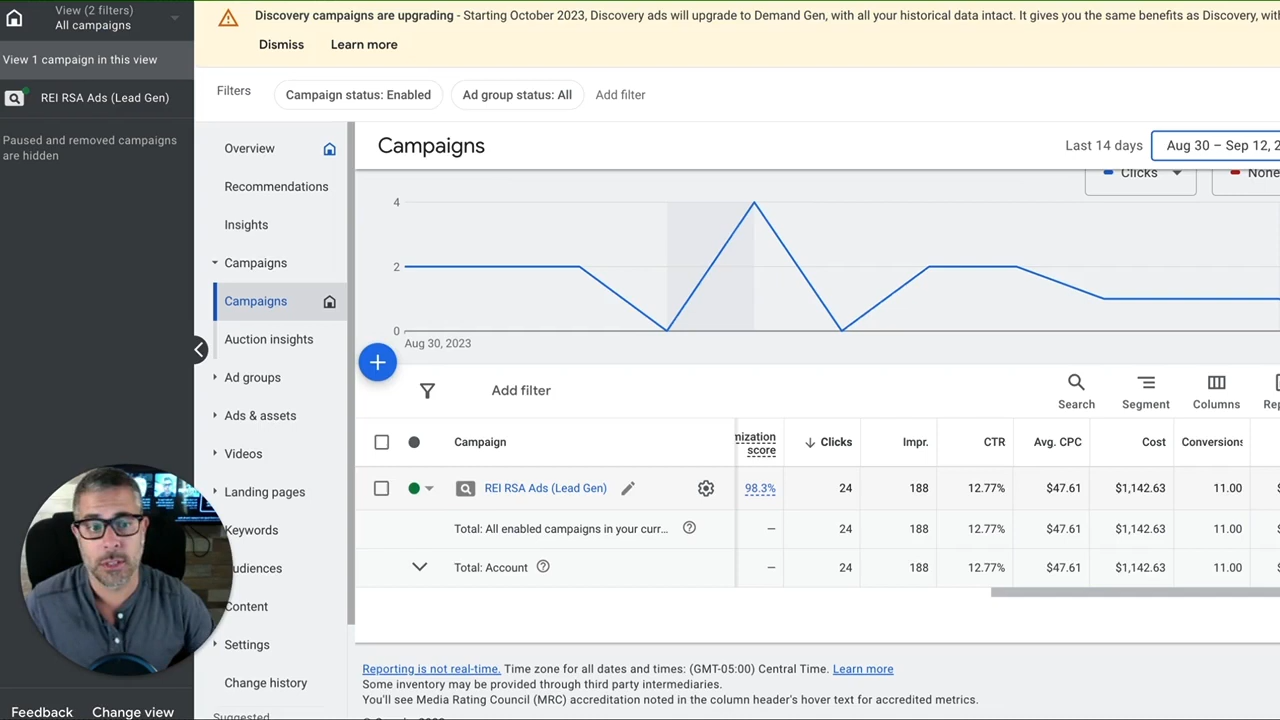 View (2 filters)
All campaigns
View 1 campaign in this view
REI RSA Ads (Lead Gen)
Paused and removed campaigns
are hidden
Feedback
Change view
Discovery campaigns are upgrading - Starting October 2023, Discovery ads will upgrade to Demand Gen, with all your historical data intact. It gives you the same benefits as Discovery, with
Dismiss Learn more
Filters Campaign status: Enabled Ad group status: All Add filter
Overview
Recommendations
Insights
Campaigns
Campaigns
Auction insights
Ad groups
Ads & assets
Videos
Landing pages
Keywords
udiences
Content
Settings
Change history
Suggested
Campaigns
Last 14 days Aug 30 – Sep 12, 2
Clicks None
4
2
0
Aug 30, 2023
Add filter
Search Segment Columns Rep
Campaign mization score Clicks Impr. CTR Avg. CPC Cost Conversions
REI RSA Ads (Lead Gen) 98.3% 24 188 12.77% $47.61 $1,142.63 11.00
Total: All enabled campaigns in your curr... – 24 188 12.77% $47.61 $1,142.63 11.00
Total: Account – 24 188 12.77% $47.61 $1,142.63 11.00
Reporting is not real-time. Time zone for all dates and times: (GMT-05:00) Central Time. Learn more
Some inventory may be provided through third party intermediaries.
You'll see Media Rating Council (MRC) accreditation noted in the column header's hover text for accredited metrics.